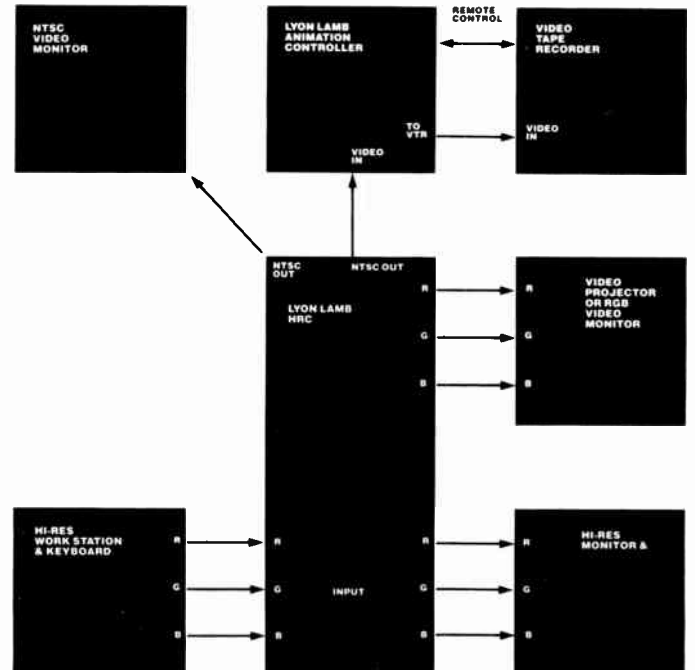 NTSC
VIDEO
MONITOR
LYON LAMB
ANIMATION
CONTROLLER
TO
VTR
VIDEO
IN
REMOTE
CONTROL
VIDEO
TAPE
RECORDER
VIDEO
IN
NTSC
OUT
NTSC OUT
LYON LAMB
HRC
R
G
B
R
G
B
VIDEO
PROJECTOR
OR RGB
VIDEO
MONITOR
HI-RES
WORK STATION
& KEYBOARD
R
G
B
R
G
B
INPUT
R
G
B
R
G
B
HI-RES
MONITOR &